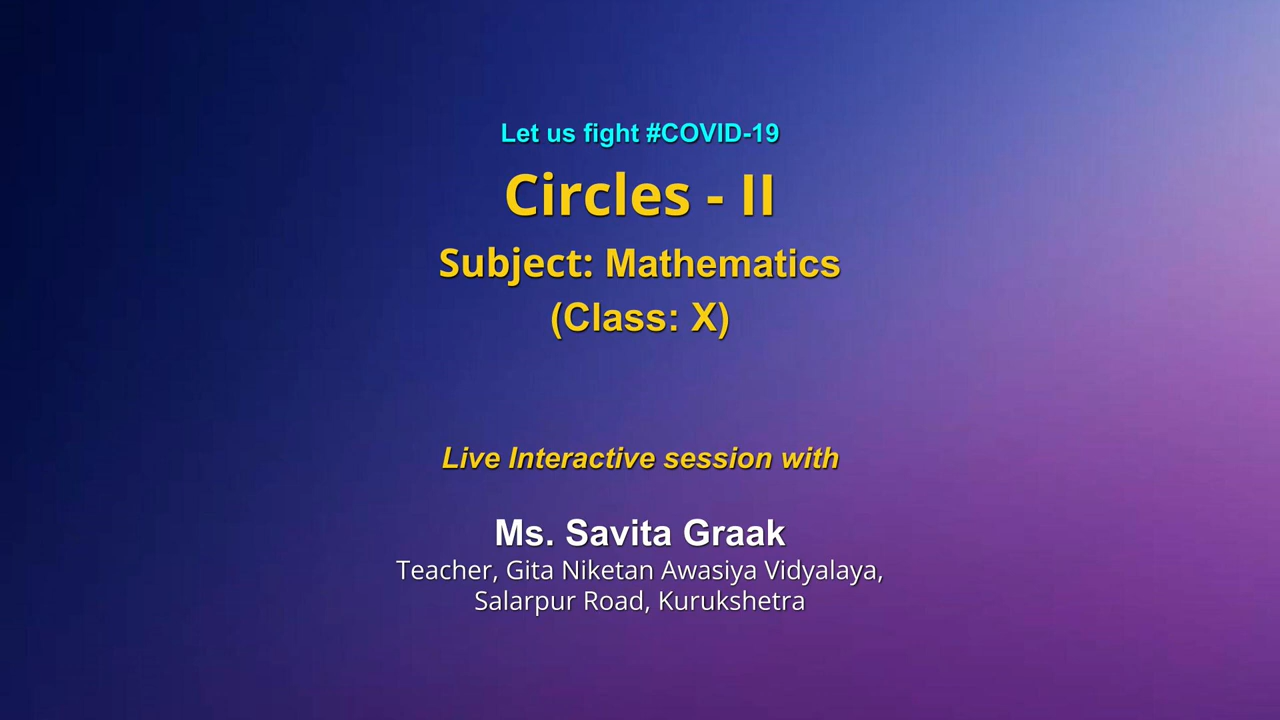 Let us fight #COVID-19
Circles - II
Subject: Mathematics
(Class: X)
Live Interactive session with
Ms. Savita Graak
Teacher, Gita Niketan Awasiya Vidyalaya,
Salarpur Road, Kurukshetra